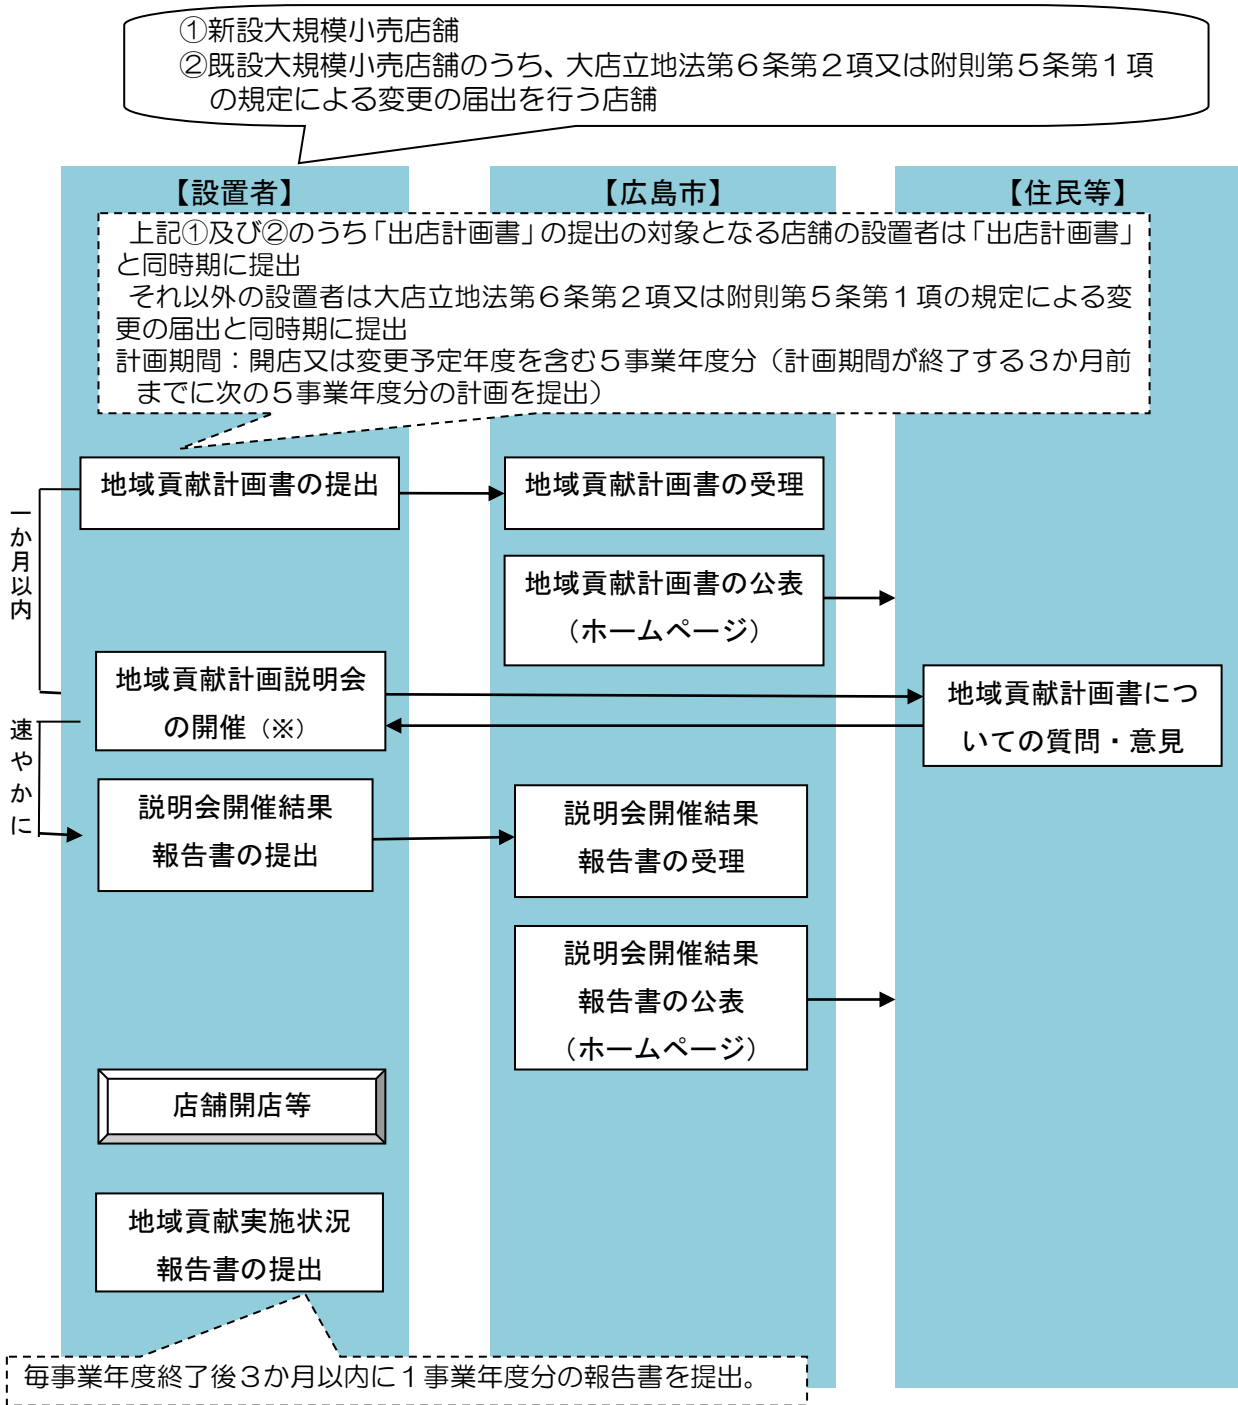 ①新設大規模小売店舗
②既設大規模小売店舗のうち、大店立地法第６条第２項又は附則第５条第１項
の規定による変更の届出を行う店舗
【設置者】
【広島市】
【住民等】
上記①及び②のうち「出店計画書」の提出の対象となる店舗の設置者は「出店計画書」
と同時期に提出
それ以外の設置者は大店立地法第６条第２項又は附則第５条第１項の規定による変
更の届出と同時期に提出
計画期間：開店又は変更予定年度を含む５事業年度分（計画期間が終了する３か月前
までに次の５事業年度分の計画を提出）
地域貢献計画書の提出
地域貢献計画書の受理
一か月以内
地域貢献計画書の公表
（ホームページ）
地域貢献計画説明会
の開催（※）
地域貢献計画書につ
いての質問・意見
速やかに
説明会開催結果
報告書の提出
説明会開催結果
報告書の受理
説明会開催結果
報告書の公表
（ホームページ）
店舗開店等
地域貢献実施状況
報告書の提出
毎事業年度終了後３か月以内に１事業年度分の報告書を提出。